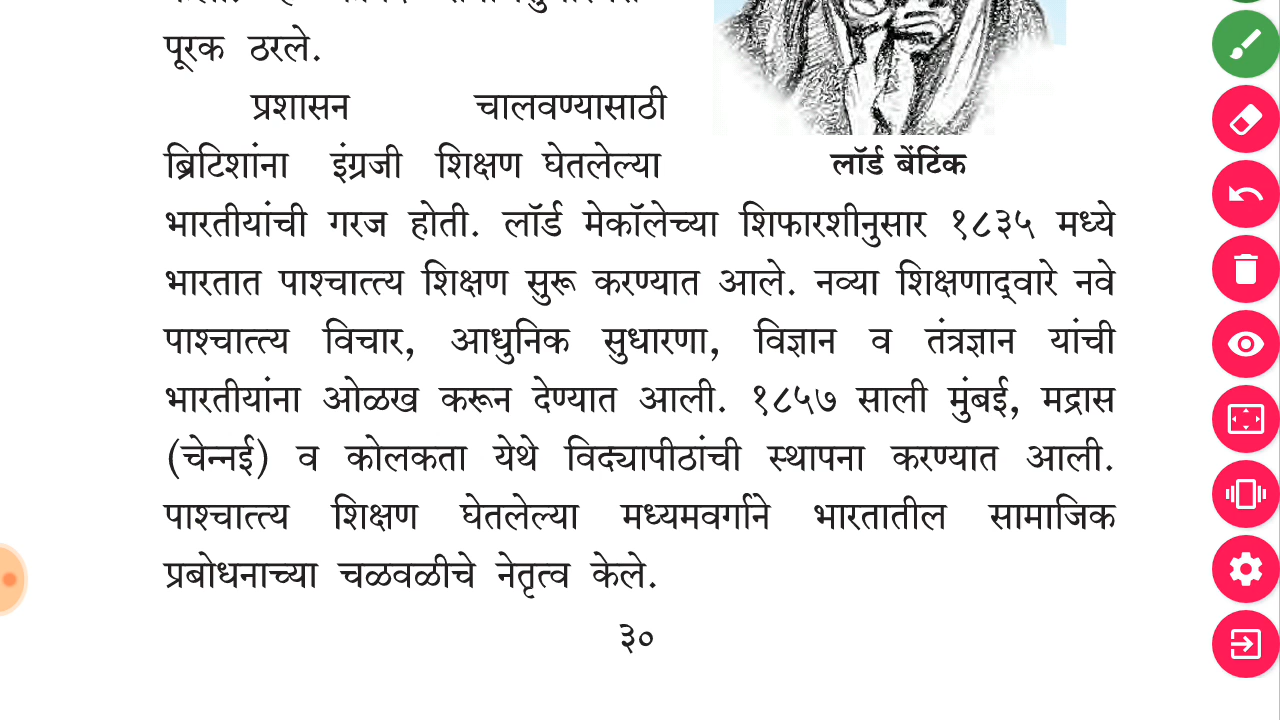 पूरक ठरले.
प्रशासन चालवण्यासाठी
ब्रिटिशांना इंग्रजी शिक्षण घेतलेल्या
लॉर्ड बेंटिंक
भारतीयांची गरज होती. लॉर्ड मेकॉलेच्या शिफारशीनुसार १८३५ मध्ये
भारतात पाश्चात्त्य शिक्षण सुरू करण्यात आले. नव्या शिक्षणाद्वारे नवे
पाश्चात्त्य विचार, आधुनिक सुधारणा, विज्ञान व तंत्रज्ञान यांची
भारतीयांना ओळख करून देण्यात आली. १८५७ साली मुंबई, मद्रास
(चेन्नई) व कोलकता येथे विद्यापीठांची स्थापना करण्यात आली.
पाश्चात्त्य शिक्षण घेतलेल्या मध्यमवर्गाने भारतातील सामाजिक
प्रबोधनाच्या चळवळीचे नेतृत्व केले.
३०